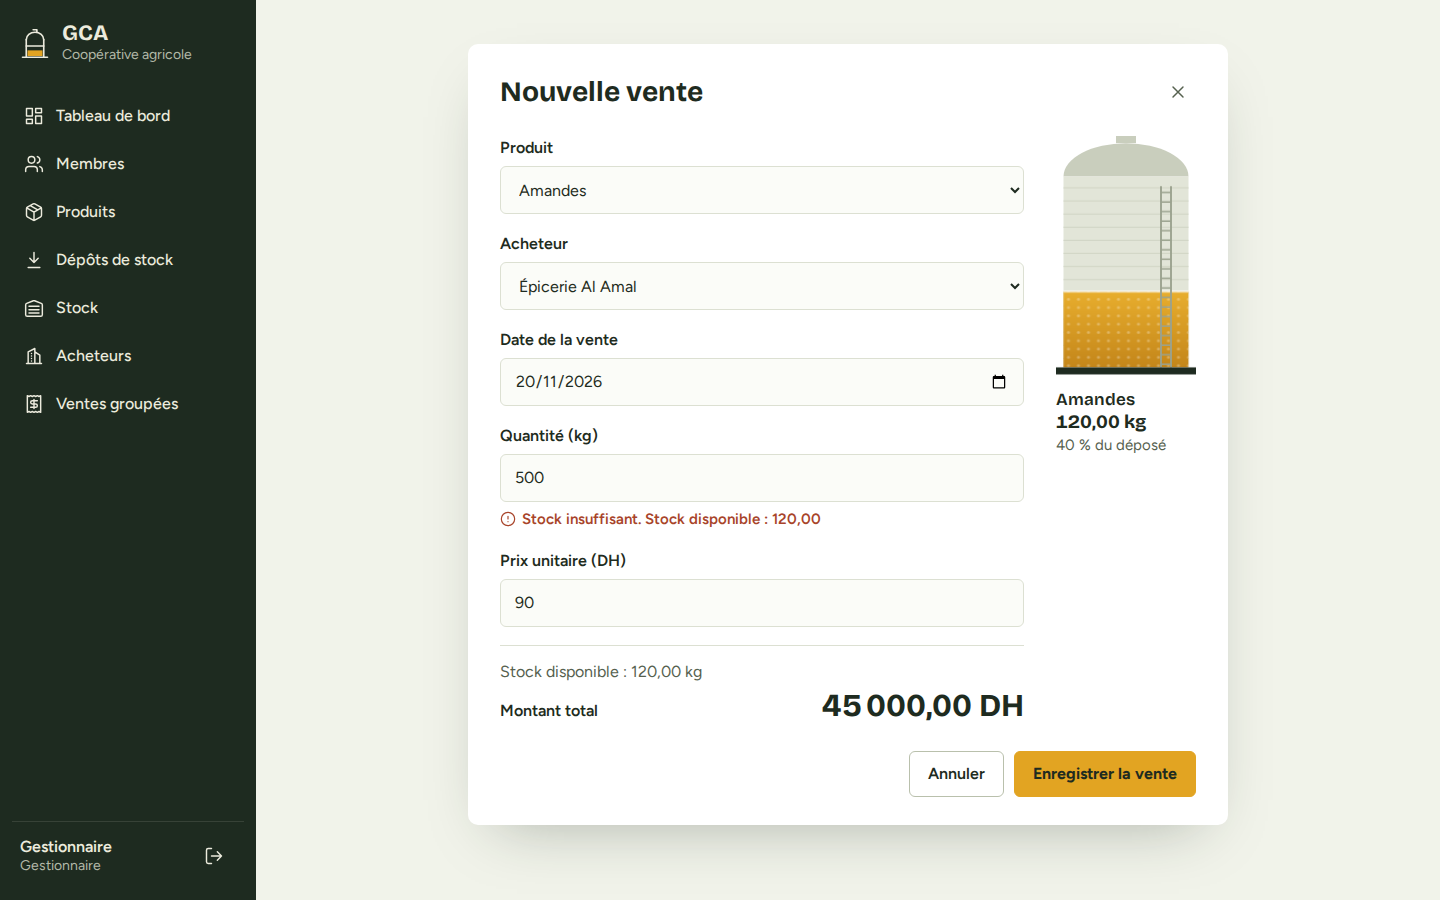 GCA
Coopérative agricole
Tableau de bord
Membres
Produits
Dépôts de stock
Stock
Acheteurs
Ventes groupées
Gestionnaire
Gestionnaire
Nouvelle vente
Produit
Amandes
Acheteur
Épicerie Al Amal
Date de la vente
20/11/2026
Quantité (kg)
500
Stock insuffisant. Stock disponible : 120,00
Prix unitaire (DH)
90
Stock disponible : 120,00 kg
Montant total
45 000,00 DH
Annuler
Enregistrer la vente
Amandes
120,00 kg
40 % du déposé